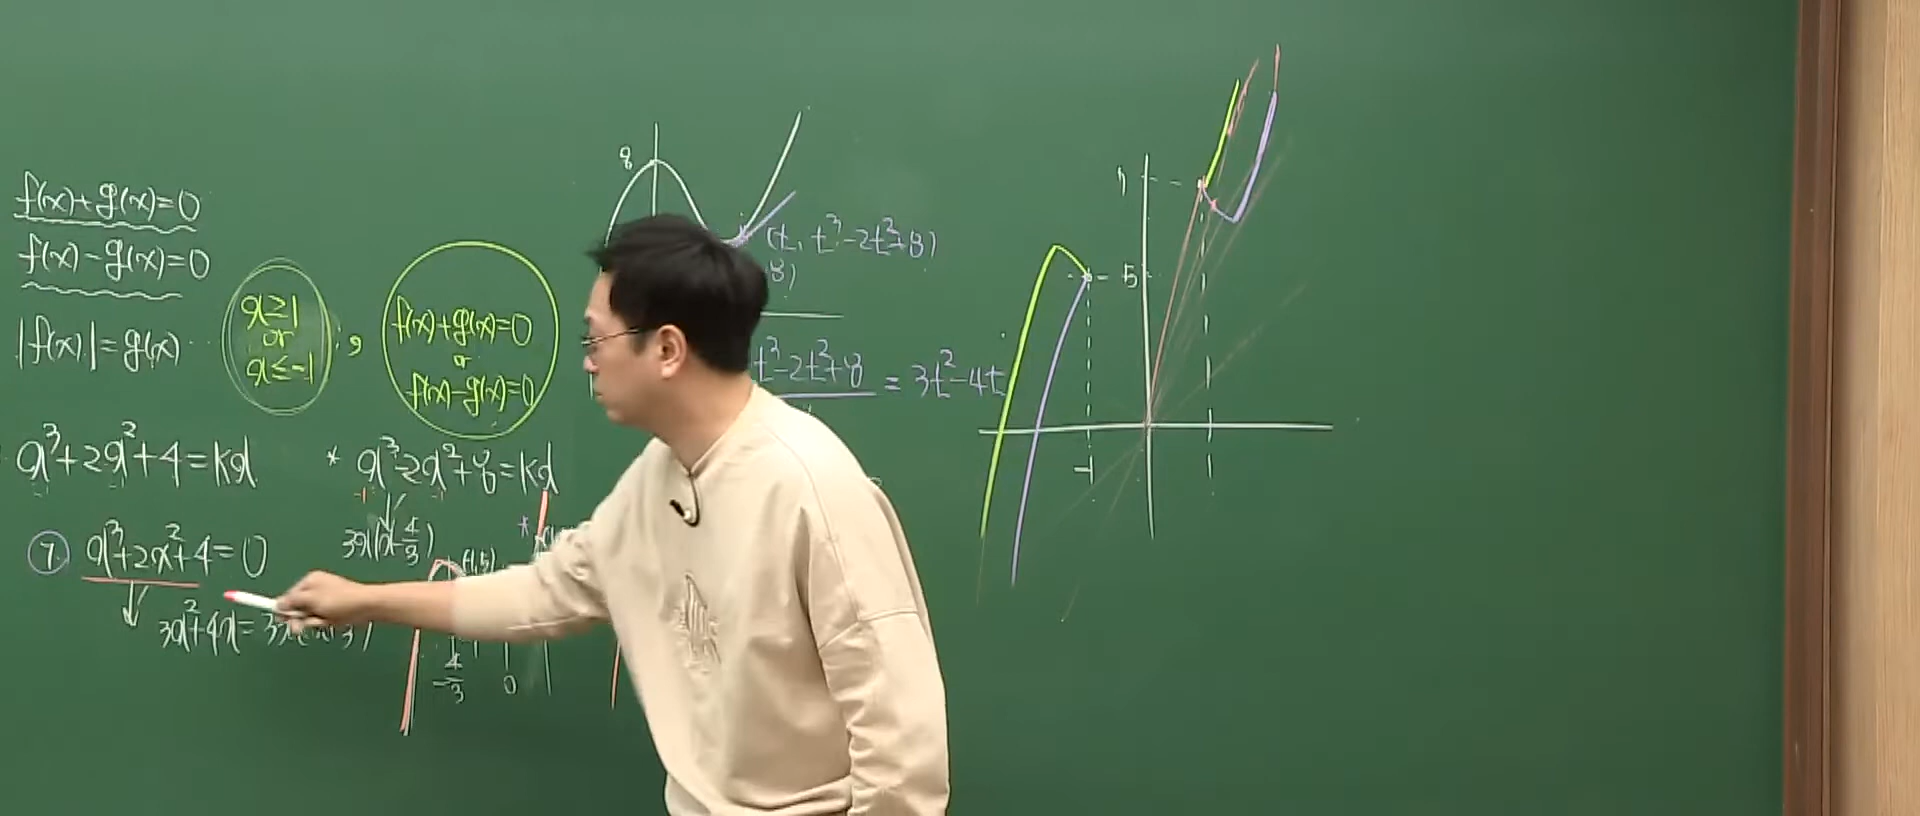 f(x)+g(x)=0
f(x)-g(x)=0
|f(x)|=g(x)
x≥1
or
x≤-1
,
f(x)+g(x)=0
or
f(x)-g(x)=0
x³+2x²+4=kx
* x³-2x²+8=kx
3x(x-4/3)
⑦ x³+2x²+4=0
3x²+4x=
-4/3
0
8
(t, t³-2t²+8)
8)
t³-2t²+8 = 3t²-4t
7
5
-1
1